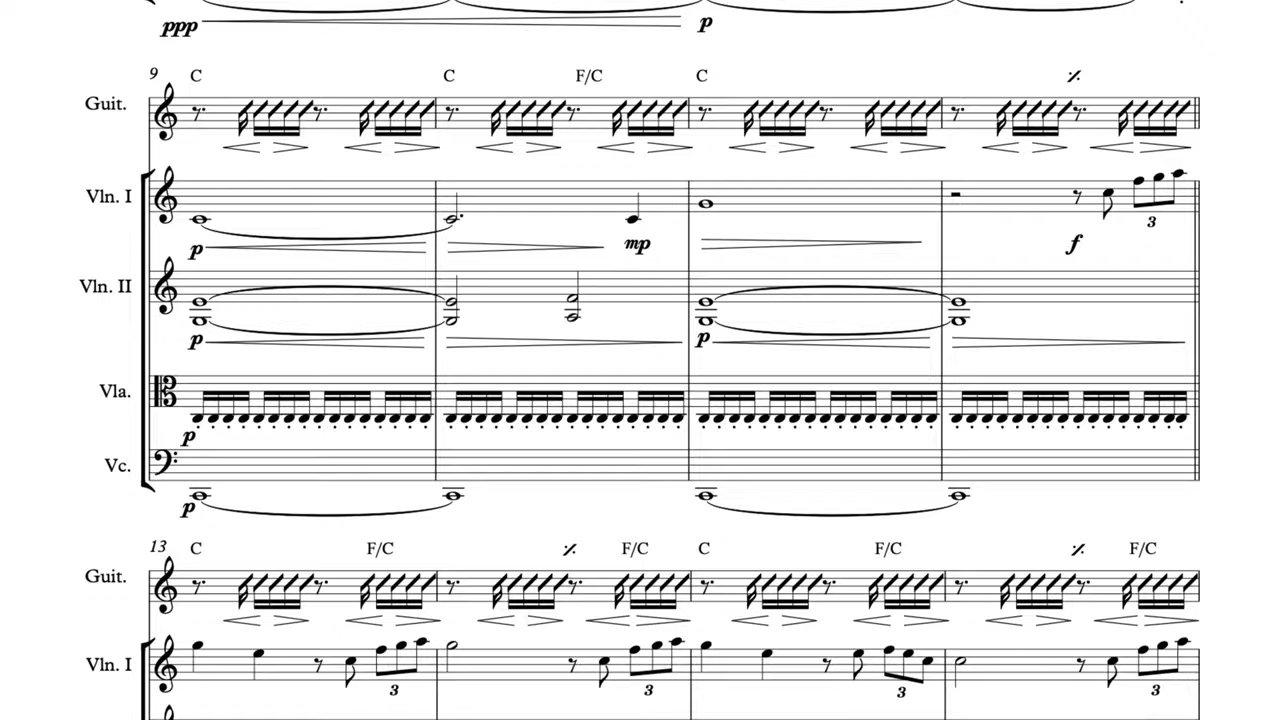 ppp p
9 C C F/C C ٪
Guit.
Vln. I
p mp f 3
Vln. II
p p
Vla.
p
Vc.
p
13 C F/C ٪ F/C C F/C ٪ F/C
Guit.
Vln. I
3 3 3 3